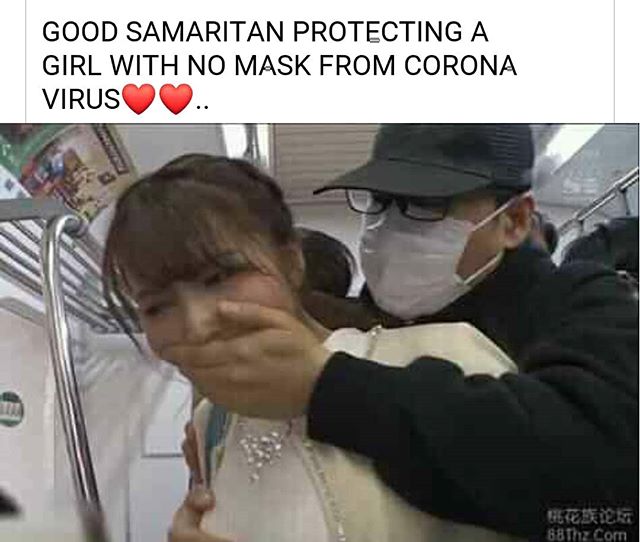 GOOD SAMARITAN PROTECTING A
GIRL WITH NO MASK FROM CORONA
VIRUS❤️❤️..
桃花族论坛
88Thz.Com